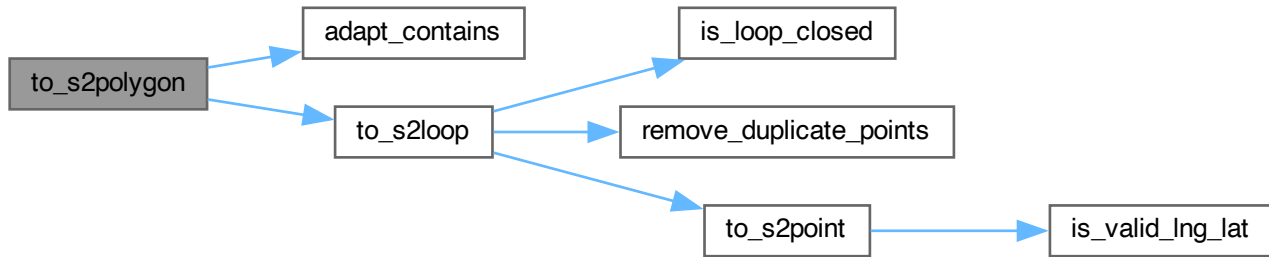 to_s2polygon
adapt_contains
to_s2loop
is_loop_closed
remove_duplicate_points
to_s2point
is_valid_lng_lat